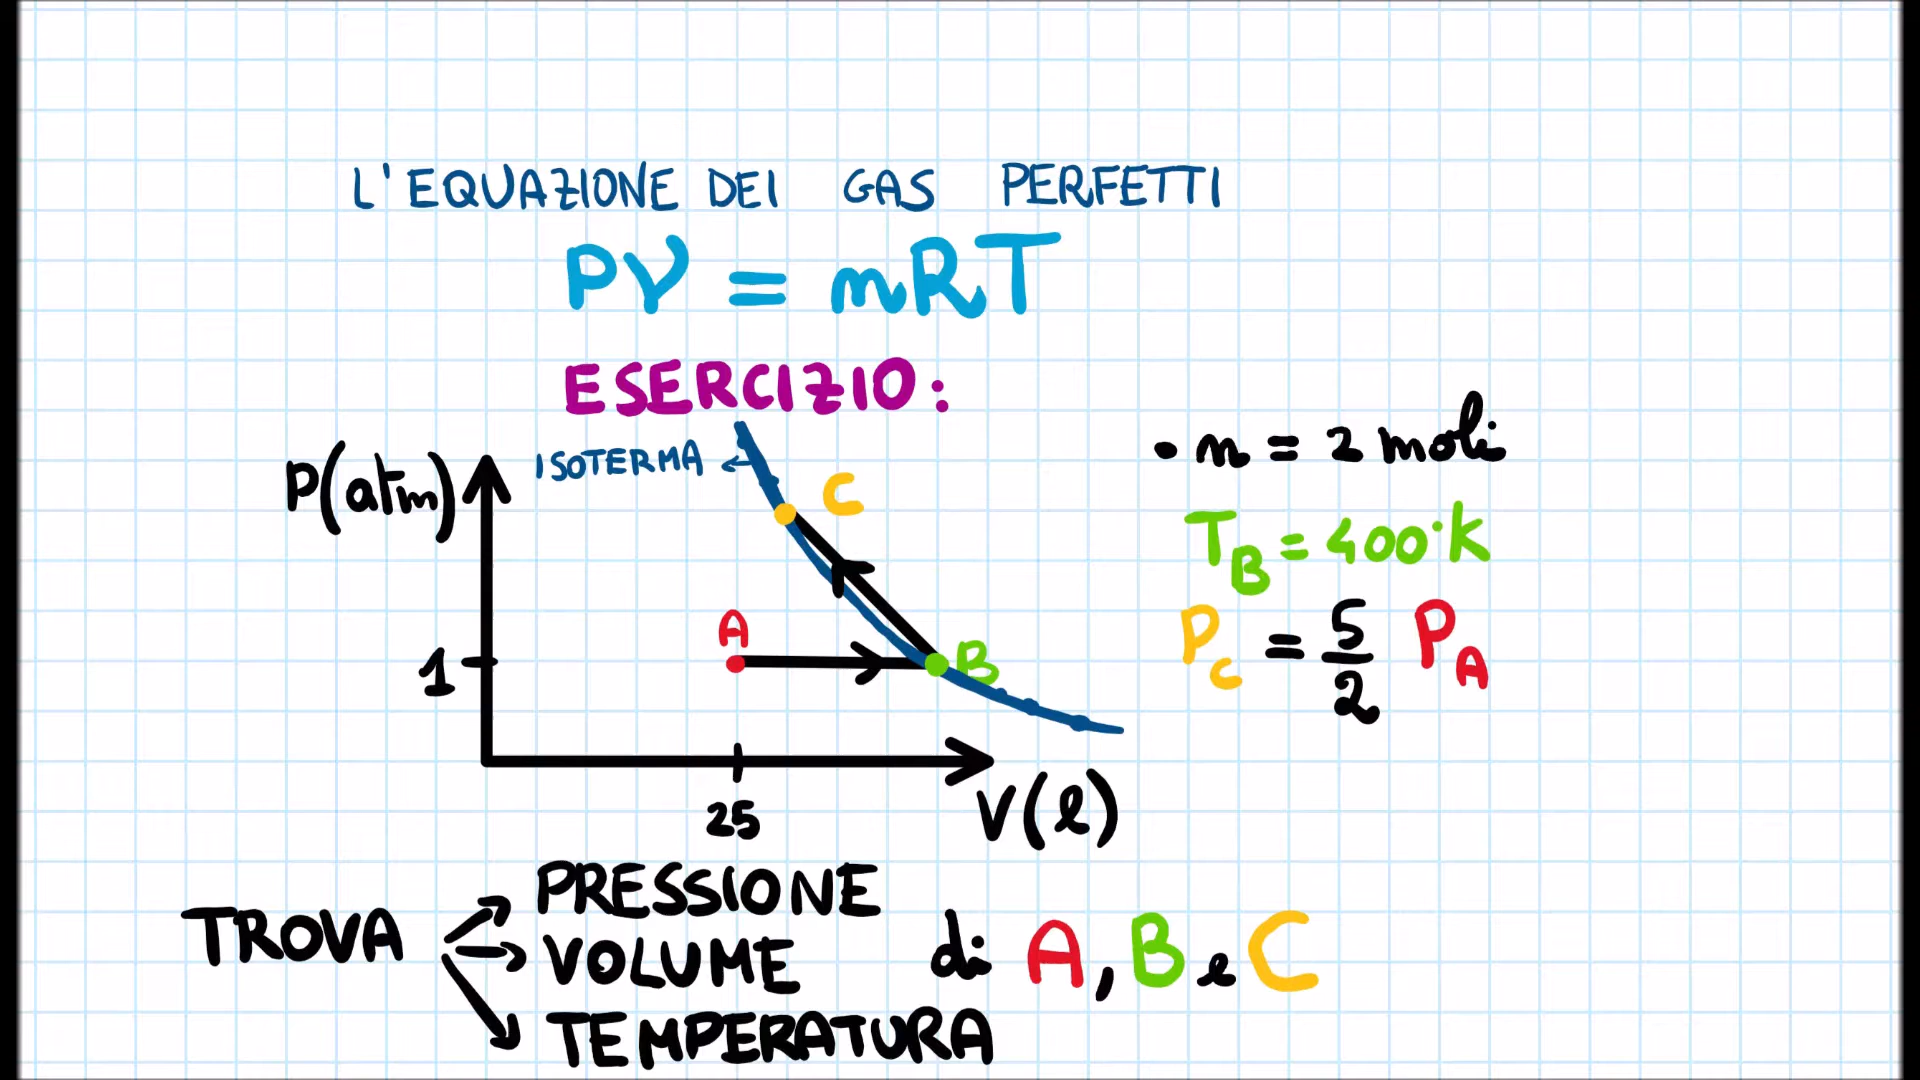 L'EQUAZIONE DEI GAS PERFETTI
PV = nRT
ESERCIZIO:
ISOTERMA
P(atm)
C
A
B
1
25
V(l)
• n = 2 moli
T_B = 400°K
P_C = 5/2 P_A
TROVA
PRESSIONE
VOLUME
TEMPERATURA
di A, B e C